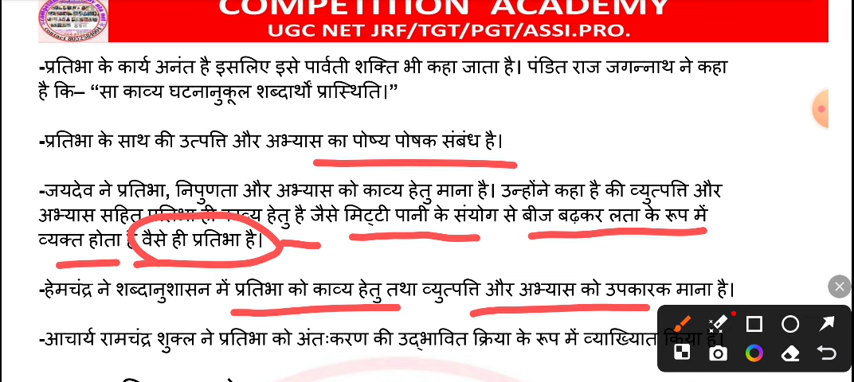 COMPETITION ACADEMY
UGC NET JRF/TGT/PGT/ASSI.PRO.
-प्रतिभा के कार्य अनंत है इसलिए इसे पार्वती शक्ति भी कहा जाता है। पंडित राज जगन्नाथ ने कहा
है कि– “सा काव्य घटनानुकूल शब्दार्थो प्रास्थिति।”
-प्रतिभा के साथ की उत्पत्ति और अभ्यास का पोष्य पोषक संबंध है।
-जयदेव ने प्रतिभा, निपुणता और अभ्यास को काव्य हेतु माना है। उन्होंने कहा है की व्युत्पत्ति और
अभ्यास सहित प्रतिभा ही काव्य हेतु है जैसे मिट्टी पानी के संयोग से बीज बढ़कर लता के रूप में
व्यक्त होता है वैसे ही प्रतिभा है।
-हेमचंद्र ने शब्दानुशासन में प्रतिभा को काव्य हेतु तथा व्युत्पत्ति और अभ्यास को उपकारक माना है।
-आचार्य रामचंद्र शुक्ल ने प्रतिभा को अंतःकरण की उद्भावित क्रिया के रूप में व्याख्यित किया है।